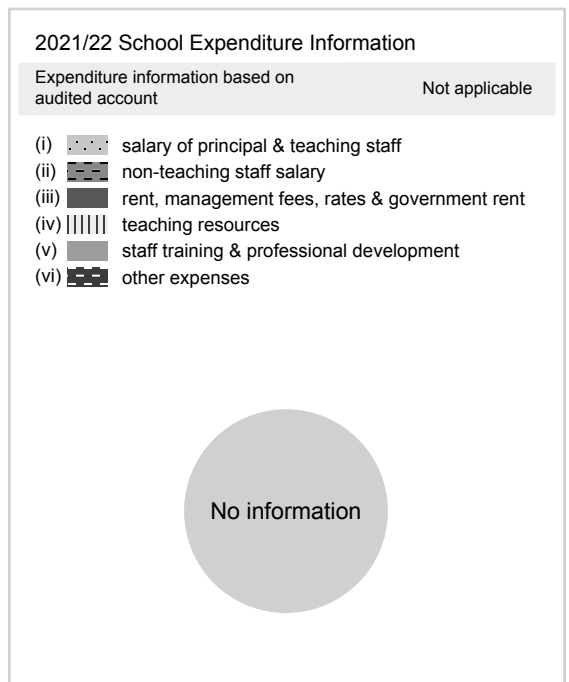 2021/22 School Expenditure Information
Expenditure information based on
audited account
Not applicable
(i) salary of principal & teaching staff
(ii) non-teaching staff salary
(iii) rent, management fees, rates & government rent
(iv) teaching resources
(v) staff training & professional development
(vi) other expenses
No information